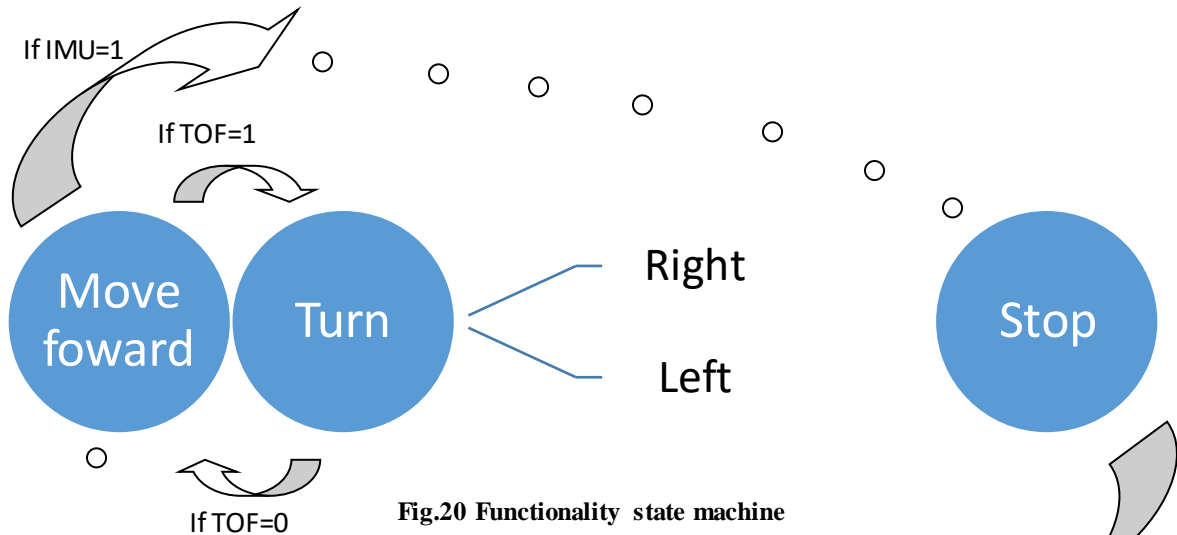 If IMU=1
If TOF=1
Move
foward
Turn
Right
Left
Stop
If TOF=0
Fig.20 Functionality state machine